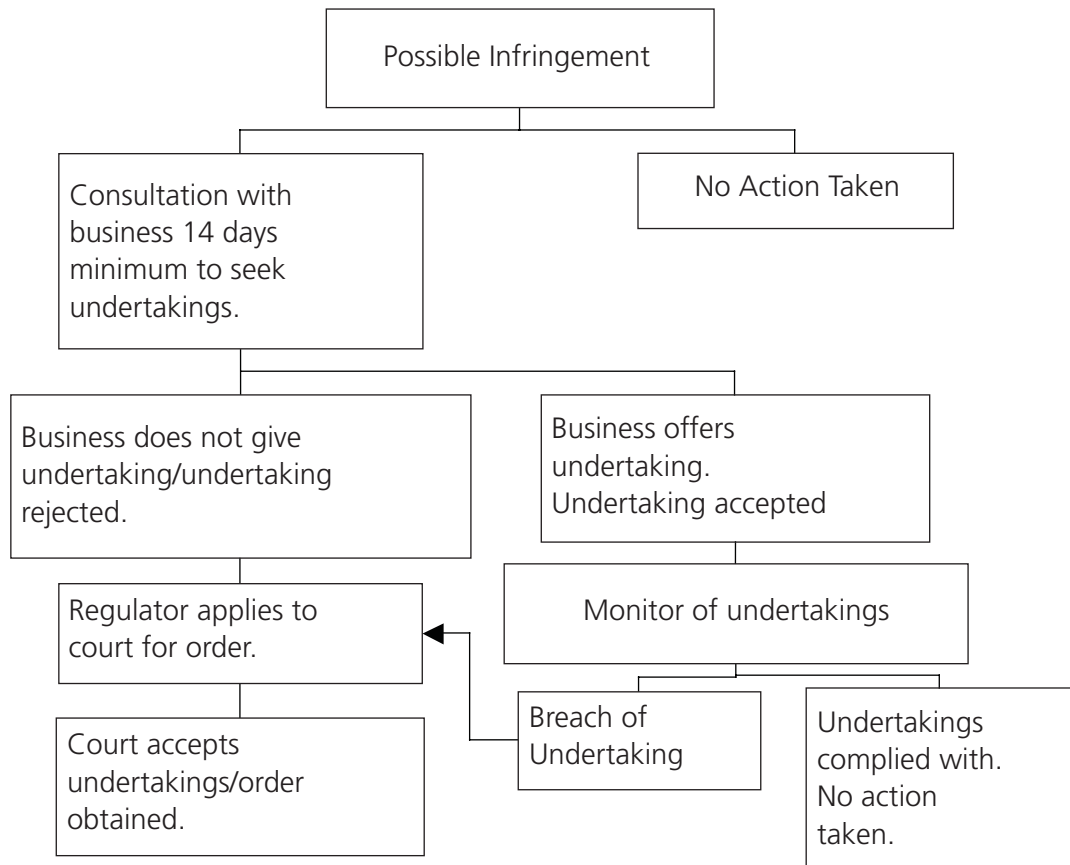 Possible Infringement
No Action Taken
Consultation with
business 14 days
minimum to seek
undertakings.
Business does not give
undertaking/undertaking
rejected.
Business offers
undertaking.
Undertaking accepted
Regulator applies to
court for order.
Monitor of undertakings
Court accepts
undertakings/order
obtained.
Breach of
Undertaking
Undertakings
complied with.
No action
taken.